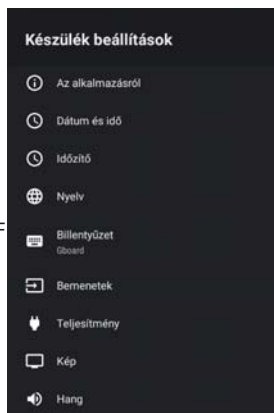 Készülék beállítások
Az alkalmazásról
Dátum és idő
Időzítő
Nyelv
Billentyűzet
Gboard
Bemenetek
Teljesítmény
Kép
Hang